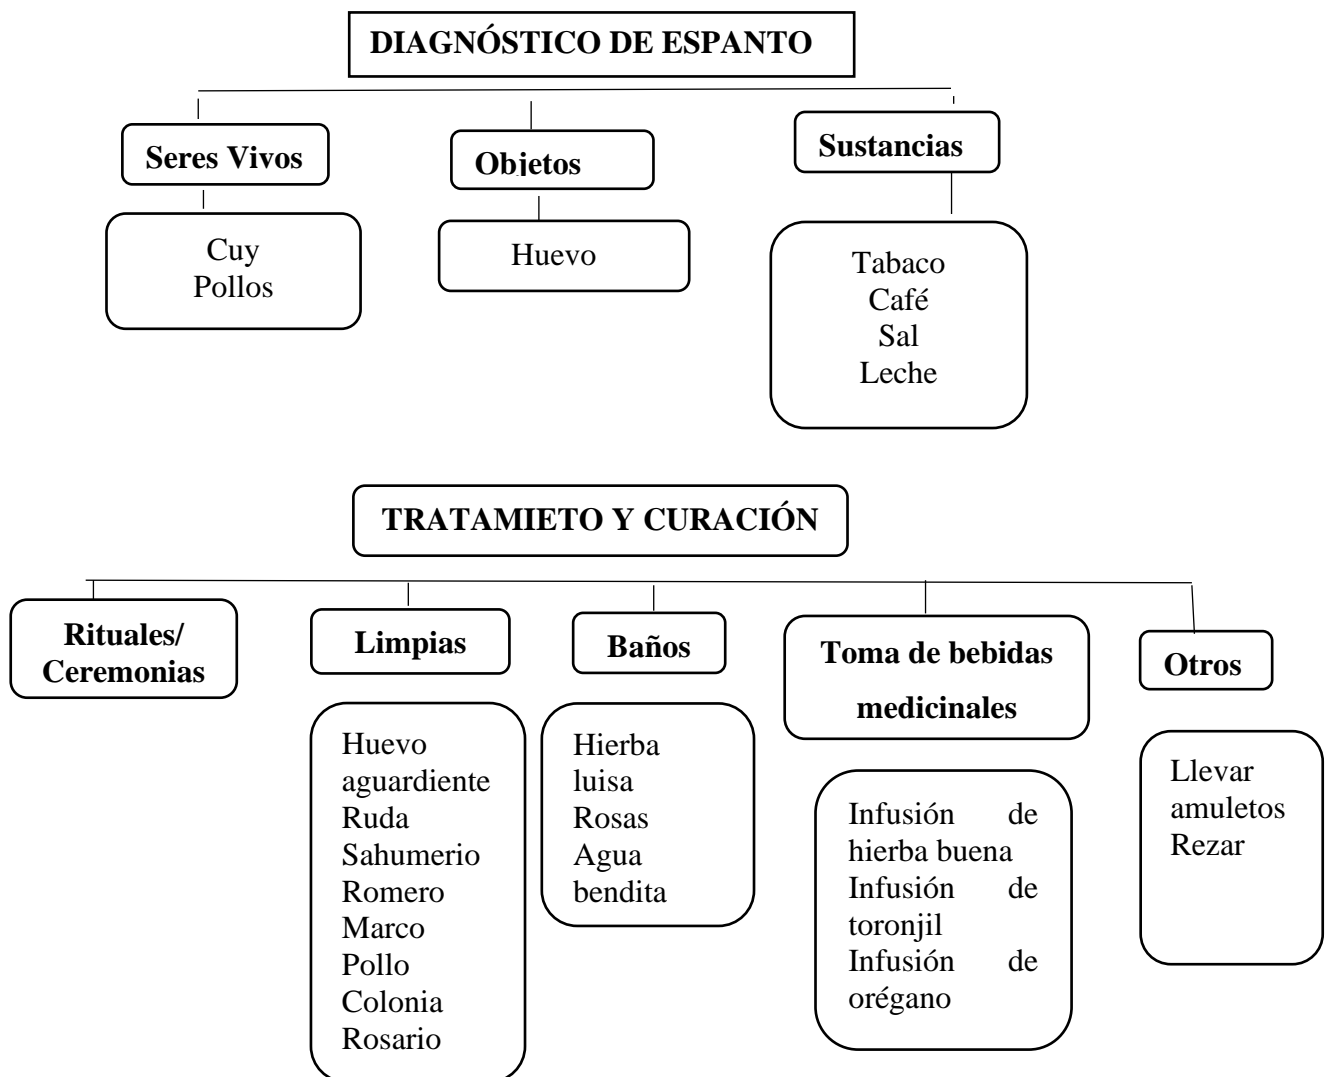 DIAGNÓSTICO DE ESPANTO
Seres Vivos
Objetos
Sustancias
Cuy
Pollos
Huevo
Tabaco
Café
Sal
Leche
TRATAMIETO Y CURACIÓN
Rituales/
Ceremonias
Limpias
Baños
Toma de bebidas
medicinales
Otros
Huevo
aguardiente
Ruda
Sahumerio
Romero
Marco
Pollo
Colonia
Rosario
Hierba
luisa
Rosas
Agua
bendita
Infusión de
hierba buena
Infusión de
toronjil
Infusión de
orégano
Llevar
amuletos
Rezar